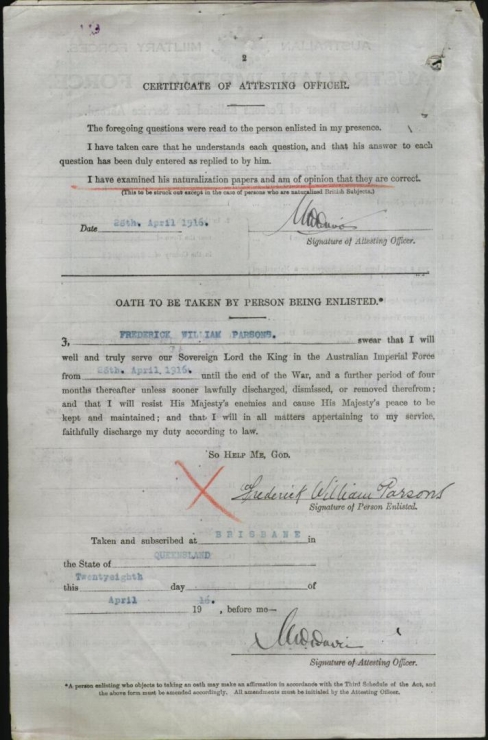 2
CERTIFICATE OF ATTESTING OFFICER.
The foregoing questions were read to the person enlisted in my presence.
I have taken care that he understands each question, and that his answer to each
question has been duly entered as replied to by him.
I have examined his naturalization papers and am of opinion that they are correct.
(This to be struck out except in the case of persons who are naturalized British Subjects.)
Date 28th. April 1916.
Signature of Attesting Officer.
OATH TO BE TAKEN BY PERSON BEING ENLISTED.*
I, FREDERICK WILLIAM PARSONS. swear that I will
well and truly serve our Sovereign Lord the King in the Australian Imperial Force
from 28th. April.1916. until the end of the War, and a further period of four
months thereafter unless sooner lawfully discharged, dismissed, or removed therefrom;
and that I will resist His Majesty's enemies and cause His Majesty's peace to be
kept and maintained; and that I will in all matters appertaining to my service,
faithfully discharge my duty according to law.
SO HELP ME, GOD.
Frederick William Parsons
Signature of Person Enlisted.
Taken and subscribed at BRISBANE in
the State of QUEENSLAND
this Twentyeighth day of
April 19 16. , before me—
Signature of Attesting Officer.
*A person enlisting who objects to taking an oath may make an affirmation in accordance with the Third Schedule of the Act, and
the above form must be amended accordingly. All amendments must be initialed by the Attesting Officer.